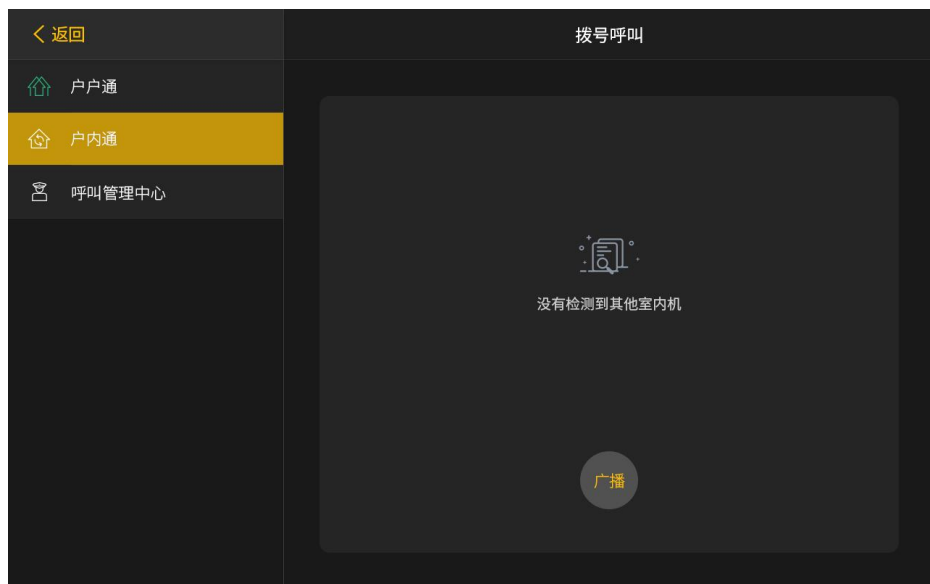 返回
拨号呼叫
户户通
户内通
呼叫管理中心
没有检测到其他室内机
广播